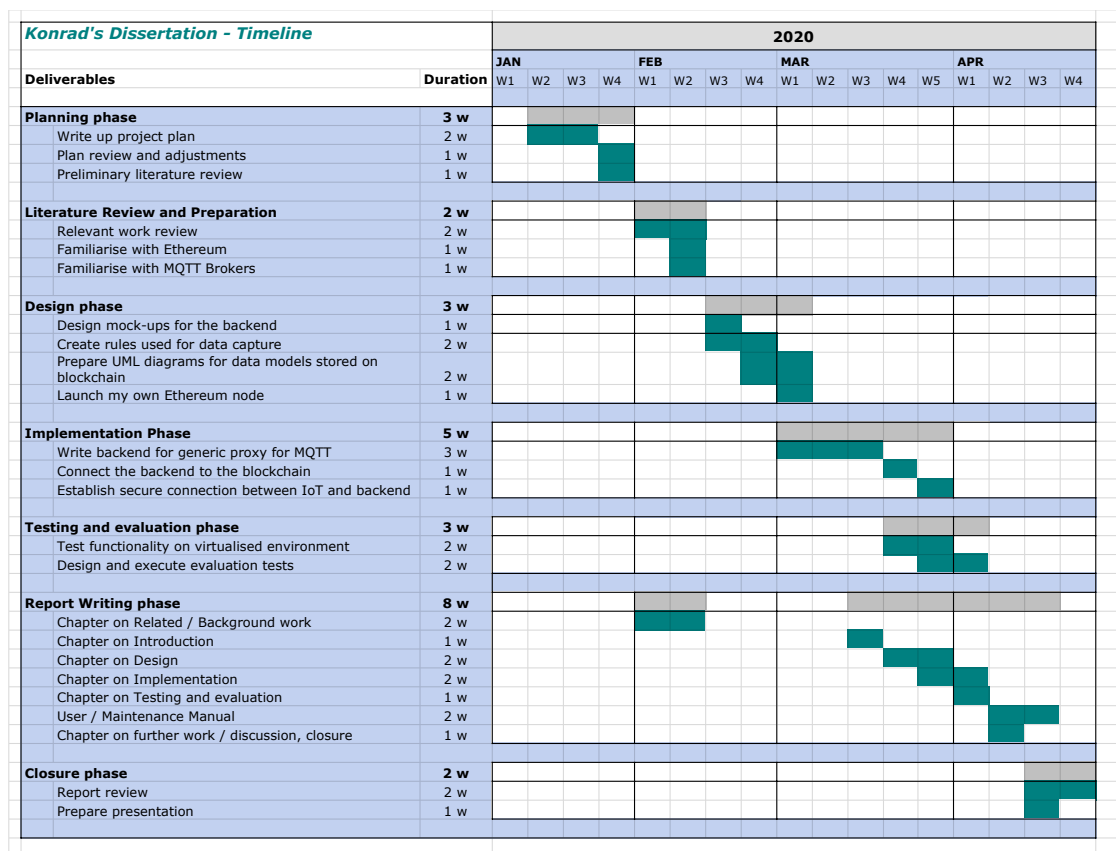 Konrad's Dissertation - Timeline
2020
JAN FEB MAR APR
Deliverables Duration W1 W2 W3 W4 W1 W2 W3 W4 W1 W2 W3 W4 W5 W1 W2 W3 W4
Planning phase 3 w
Write up project plan 2 w
Plan review and adjustments 1 w
Preliminary literature review 1 w
Literature Review and Preparation 2 w
Relevant work review 2 w
Familiarise with Ethereum 1 w
Familiarise with MQTT Brokers 1 w
Design phase 3 w
Design mock-ups for the backend 1 w
Create rules used for data capture 2 w
Prepare UML diagrams for data models stored on
blockchain 2 w
Launch my own Ethereum node 1 w
Implementation Phase 5 w
Write backend for generic proxy for MQTT 3 w
Connect the backend to the blockchain 1 w
Establish secure connection between IoT and backend 1 w
Testing and evaluation phase 3 w
Test functionality on virtualised environment 2 w
Design and execute evaluation tests 2 w
Report Writing phase 8 w
Chapter on Related / Background work 2 w
Chapter on Introduction 1 w
Chapter on Design 2 w
Chapter on Implementation 2 w
Chapter on Testing and evaluation 1 w
User / Maintenance Manual 2 w
Chapter on further work / discussion, closure 1 w
Closure phase 2 w
Report review 2 w
Prepare presentation 1 w